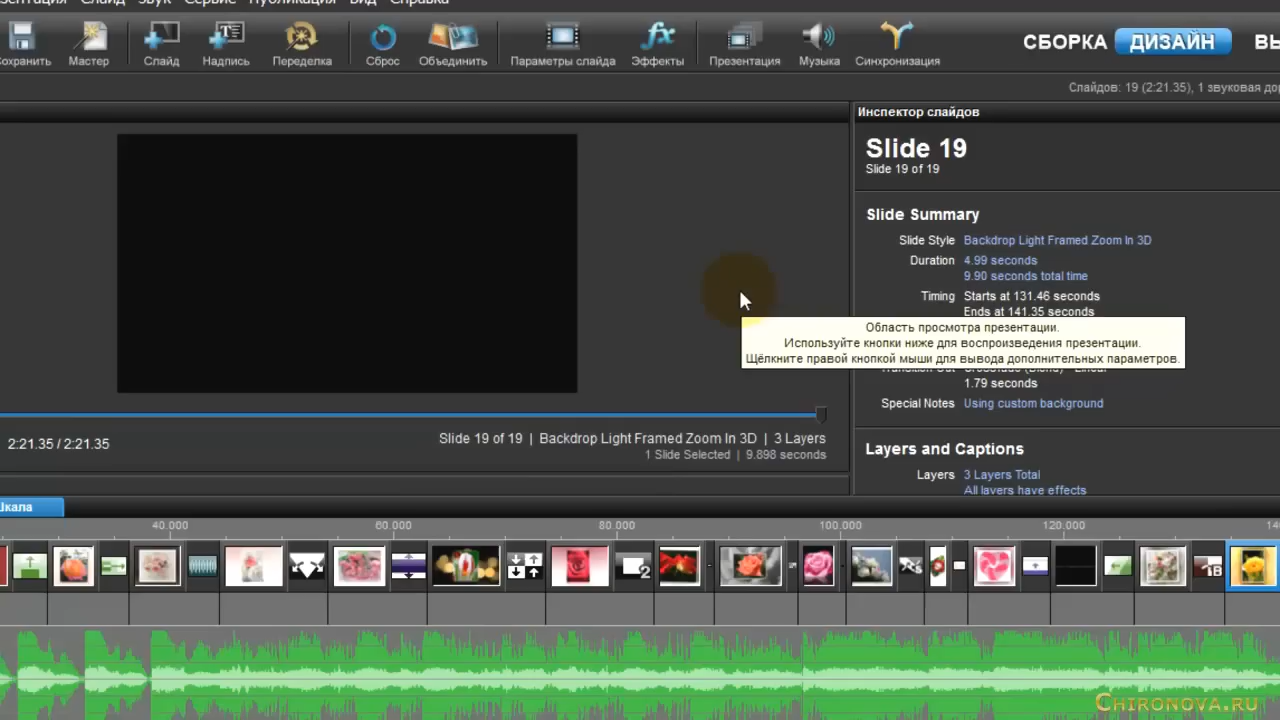 Слайд Звук Сервис Публикация Вид Справка
Мастер Слайд Надпись Переделка Сброс Объединить Параметры слайда Эффекты Презентация Музыка Синхронизация
СБОРКА ДИЗАЙН
Слайдов: 19 (2:21.35), 1 звуковая
Инспектор слайдов
Slide 19
Slide 19 of 19
Slide Summary
Slide Style Backdrop Light Framed Zoom In 3D
Duration 4.99 seconds
9.90 seconds total time
Timing Starts at 131.46 seconds
Ends at 141.35 seconds
Область просмотра презентации.
Используйте кнопки ниже для воспроизведения презентации.
Щёлкните правой кнопкой мыши для вывода дополнительных параметров.
1.79 seconds
Special Notes Using custom background
2:21.35 / 2:21.35
Slide 19 of 19 | Backdrop Light Framed Zoom In 3D | 3 Layers
1 Slide Selected | 9.898 seconds
Layers and Captions
Layers 3 Layers Total
All layers have effects
40.000 60.000 80.000 100.000 120.000
Chironova.ru